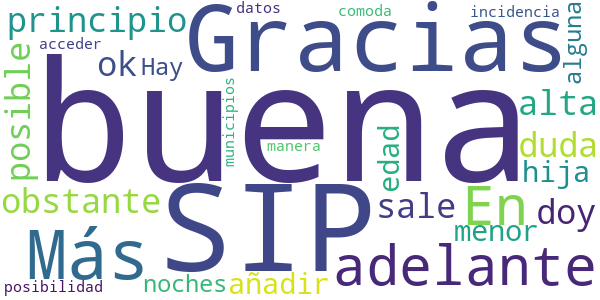 principio
Gracias
datos
comoda
incidencia
alguna
acceder
ok
Hay
posible
buena
municipios
manera
edad
alta
duda
hija
obstante
SIP
sale
En
doy
Más
menor
adelante
posibilidad
noches
añadir